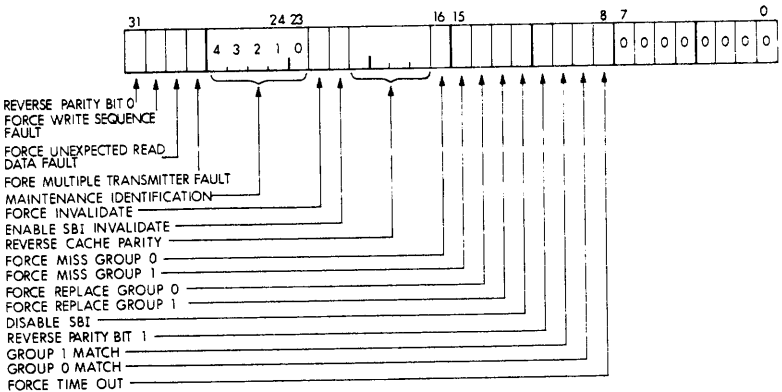 31 24 23 16 15 8 7 0
4 3 2 1 0 0 0 0 0 0 0 0 0
REVERSE PARITY BIT 0
FORCE WRITE SEQUENCE
FAULT
FORCE UNEXPECTED READ
DATA FAULT
FORE MULTIPLE TRANSMITTER FAULT
MAINTENANCE IDENTIFICATION
FORCE INVALIDATE
ENABLE SBI INVALIDATE
REVERSE CACHE PARITY
FORCE MISS GROUP 0
FORCE MISS GROUP 1
FORCE REPLACE GROUP 0
FORCE REPLACE GROUP 1
DISABLE SBI
REVERSE PARITY BIT 1
GROUP 1 MATCH
GROUP 0 MATCH
FORCE TIME OUT